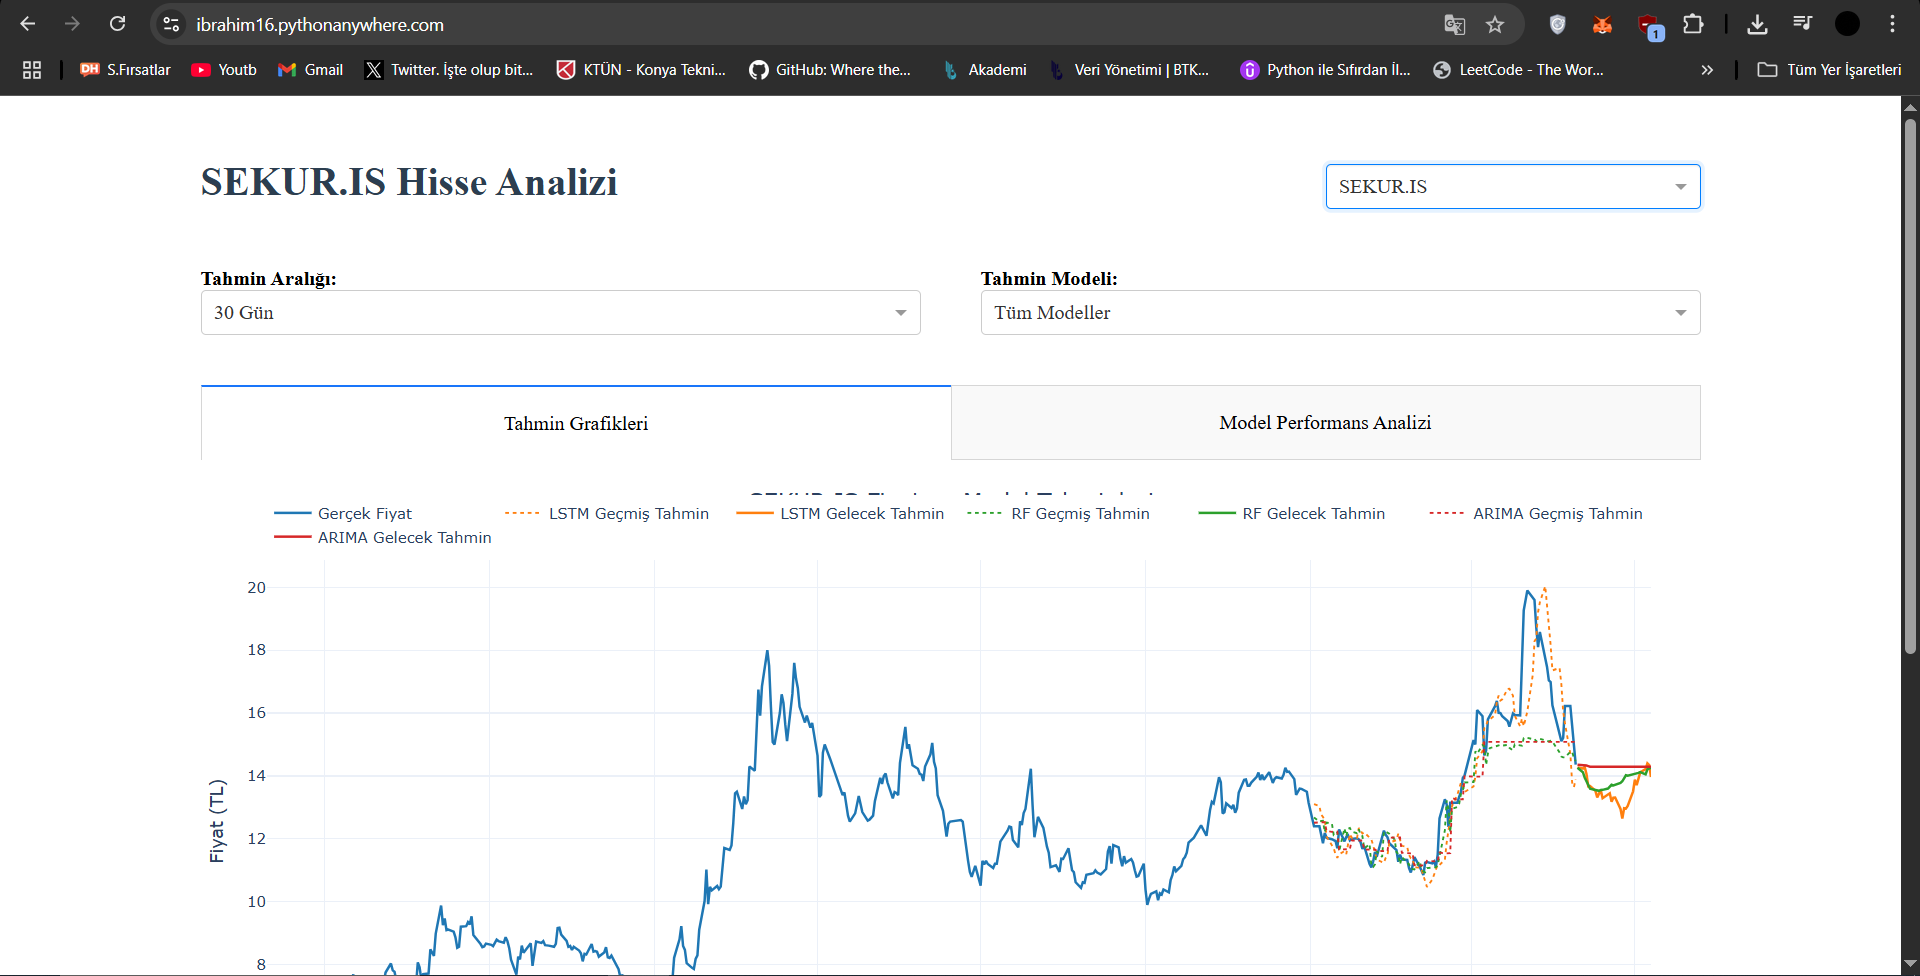 ibrahim16.pythonanywhere.com
1
DH S.Fırsatlar Youtb Gmail Twitter. İşte olup bit... KTÜN - Konya Tekni... GitHub: Where the... Akademi Veri Yönetimi | BTK... Python ile Sıfırdan İl... LeetCode - The Wor... » Tüm Yer İşaretleri
SEKUR.IS Hisse Analizi
SEKUR.IS
Tahmin Aralığı:
Tahmin Modeli:
30 Gün
Tüm Modeller
Tahmin Grafikleri
Model Performans Analizi
Gerçek Fiyat LSTM Geçmiş Tahmin LSTM Gelecek Tahmin RF Geçmiş Tahmin RF Gelecek Tahmin ARIMA Geçmiş Tahmin
ARIMA Gelecek Tahmin
20
18
16
14
12
10
8
Fiyat (TL)